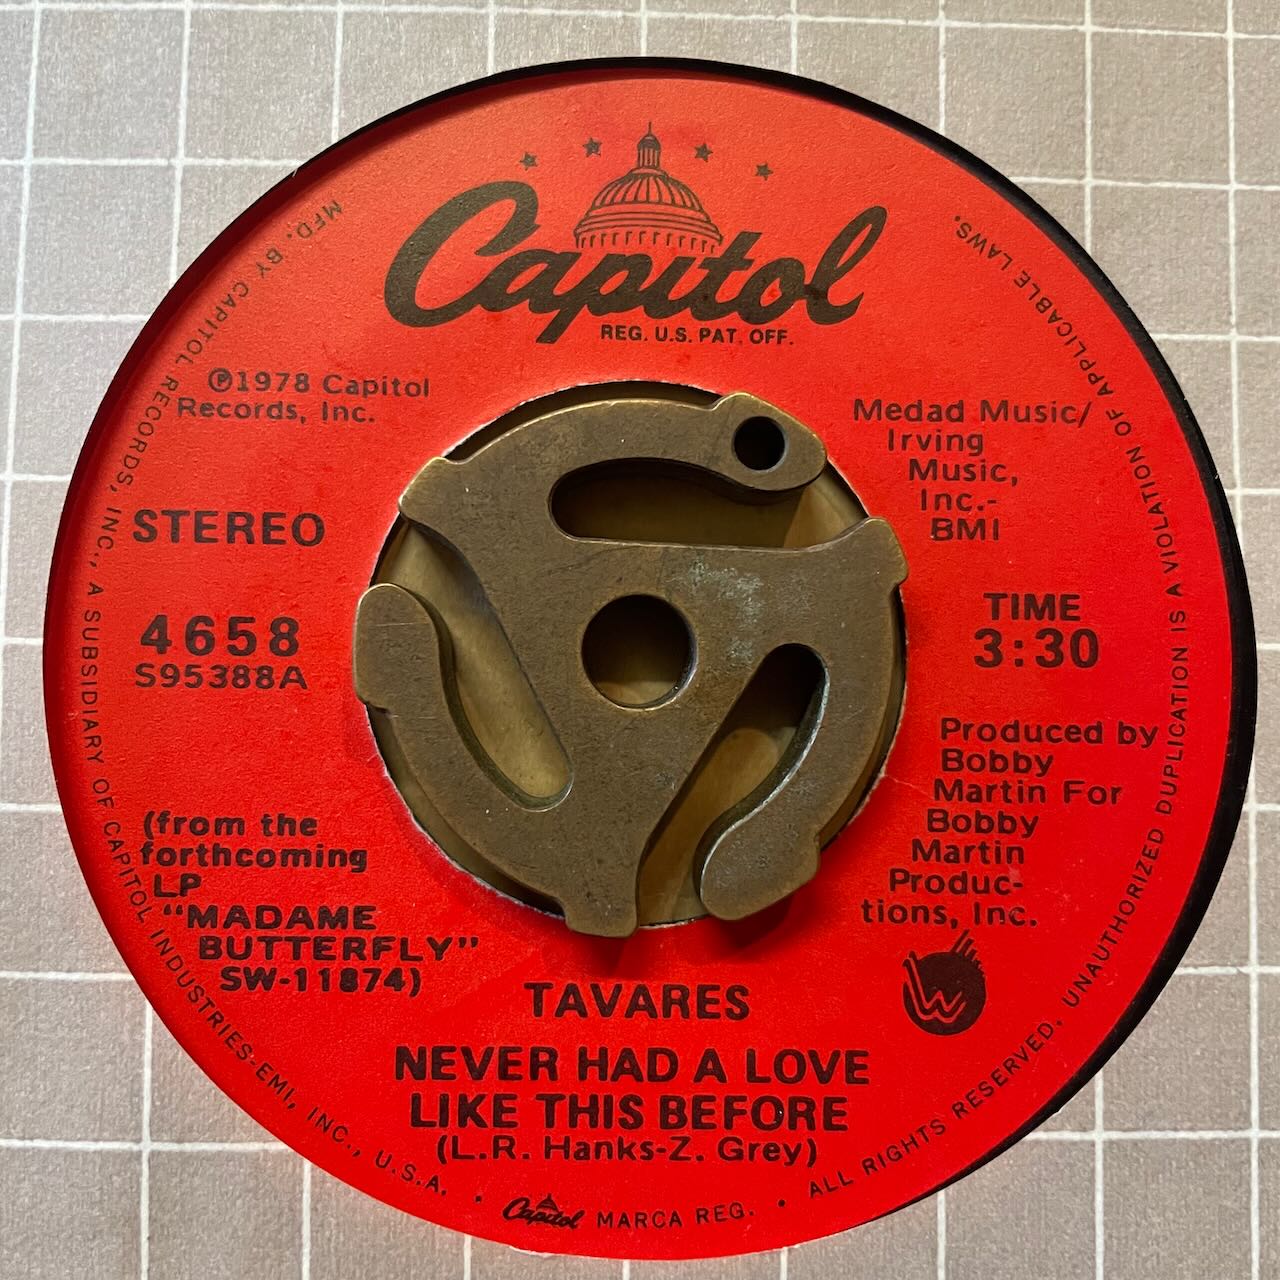 Capitol
REG. U.S. PAT. OFF.
℗1978 Capitol
Records, Inc.
STEREO
4658
S95388A
(from the
forthcoming
LP
"MADAME
BUTTERFLY"
SW-11874)
Medad Music/
Irving
Music,
Inc.-
BMI
TIME
3:30
Produced by
Bobby
Martin For
Bobby
Martin
Produc-
tions, Inc.
W
TAVARES
NEVER HAD A LOVE
LIKE THIS BEFORE
(L.R. Hanks-Z. Grey)
MFD. BY CAPITOL RECORDS, INC., A SUBSIDIARY OF CAPITOL INDUSTRIES-EMI, INC., U.S.A. • Capitol MARCA REG. • ALL RIGHTS RESERVED. UNAUTHORIZED DUPLICATION IS A VIOLATION OF APPLICABLE LAWS.